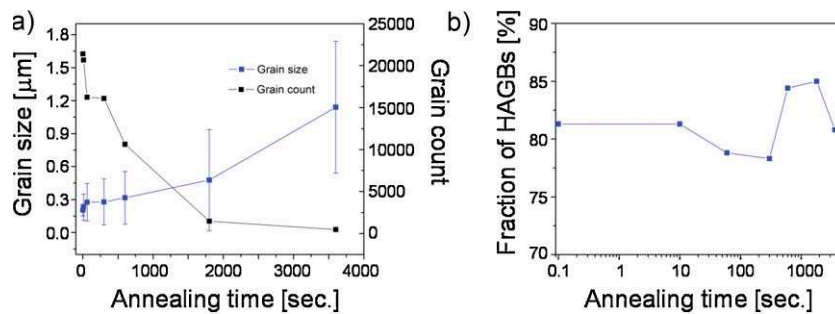 a)
Grain size [µm]
1.8
1.5
1.2
0.9
0.6
0.3
0.0
Grain size
Grain count
25000
20000
15000
10000
5000
0
Grain count
0 1000 2000 3000 4000
Annealing time [sec.]
b)
Fraction of HAGBs [%]
90
85
80
75
70
0.1 1 10 100 1000
Annealing time [sec.]